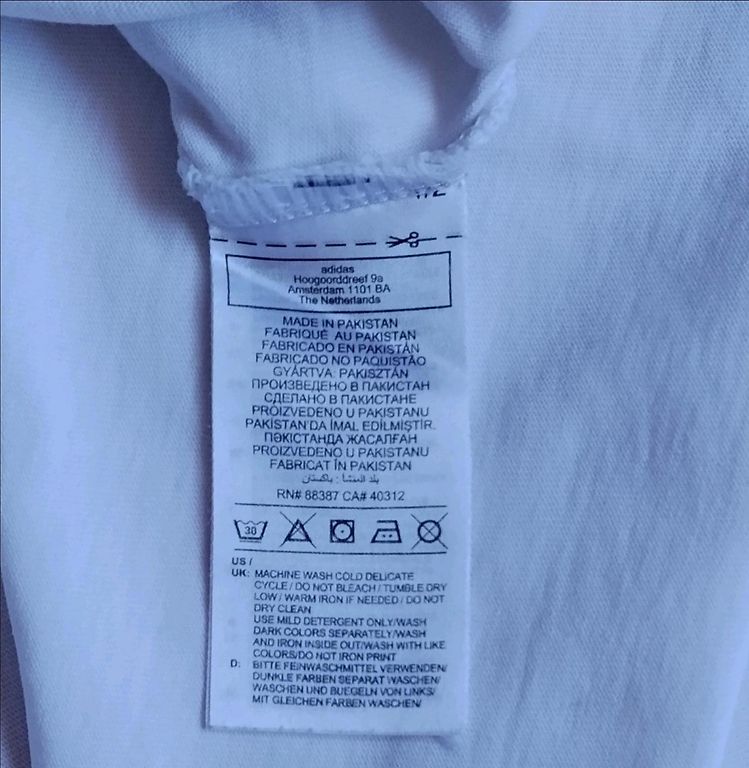 adidas
Hoogoorddreef 9a
Amsterdam 1101 BA
The Netherlands
MADE IN PAKISTAN
FABRIQUÉ AU PAKISTAN
FABRICADO EN PAKISTÁN
FABRICADO NO PAQUISTÃO
GYÁRTVA: PAKISZTÁN
ПРОИЗВЕДЕНО В ПАКИСТАН
СДЕЛАНО В ПАКИСТАНЕ
PROIZVEDENO U PAKISTANU
PAKİSTAN'DA İMAL EDİLMİŞTİR.
ПӘКІСТАНДА ЖАСАЛҒАН
PROIZVEDENO U PAKISTANU
FABRICAT ÎN PAKISTAN
بلد المنشأ : باكستان
RN# 88387 CA# 40312
30
US /
UK: MACHINE WASH COLD DELICATE
CYCLE / DO NOT BLEACH / TUMBLE DRY
LOW / WARM IRON IF NEEDED / DO NOT
DRY CLEAN
USE MILD DETERGENT ONLY/WASH
DARK COLORS SEPARATELY/WASH
AND IRON INSIDE OUT/WASH WITH LIKE
COLORS/DO NOT IRON PRINT
D: BITTE FEINWASCHMITTEL VERWENDEN/
DUNKLE FARBEN SEPARAT WASCHEN/
WASCHEN UND BUEGELN VON LINKS/
MIT GLEICHEN FARBEN WASCHEN/